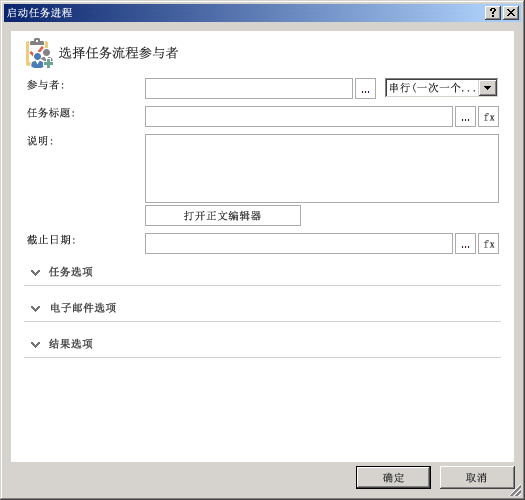 启动任务进程
选择任务流程参与者
参与者:
...
串行(一次一个...
任务标题:
...
fx
说明:
打开正文编辑器
截止日期:
...
fx
任务选项
电子邮件选项
结果选项
确定
取消